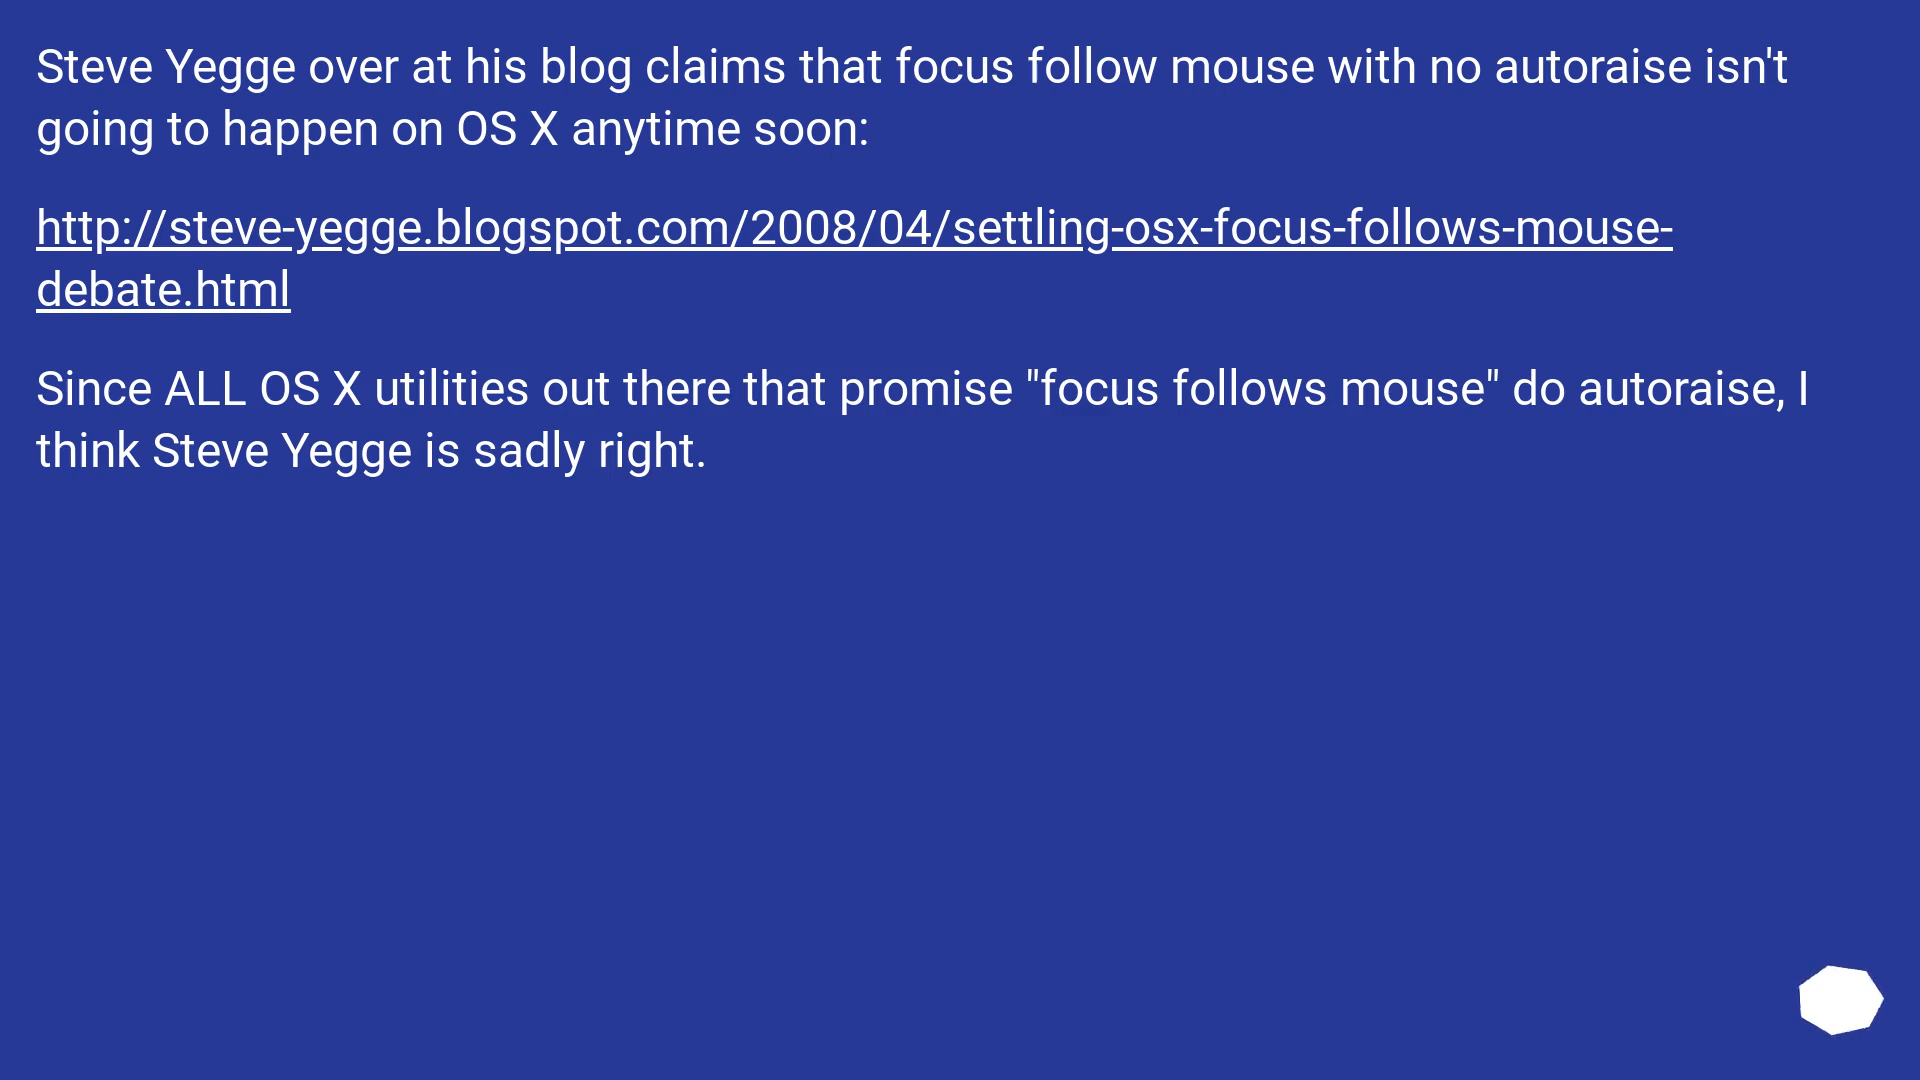 Steve Yegge over at his blog claims that focus follow mouse with no autoraise isn't
going to happen on OS X anytime soon:
http://steve-yegge.blogspot.com/2008/04/settling-osx-focus-follows-mouse-
debate.html
Since ALL OS X utilities out there that promise "focus follows mouse" do autoraise, I
think Steve Yegge is sadly right.